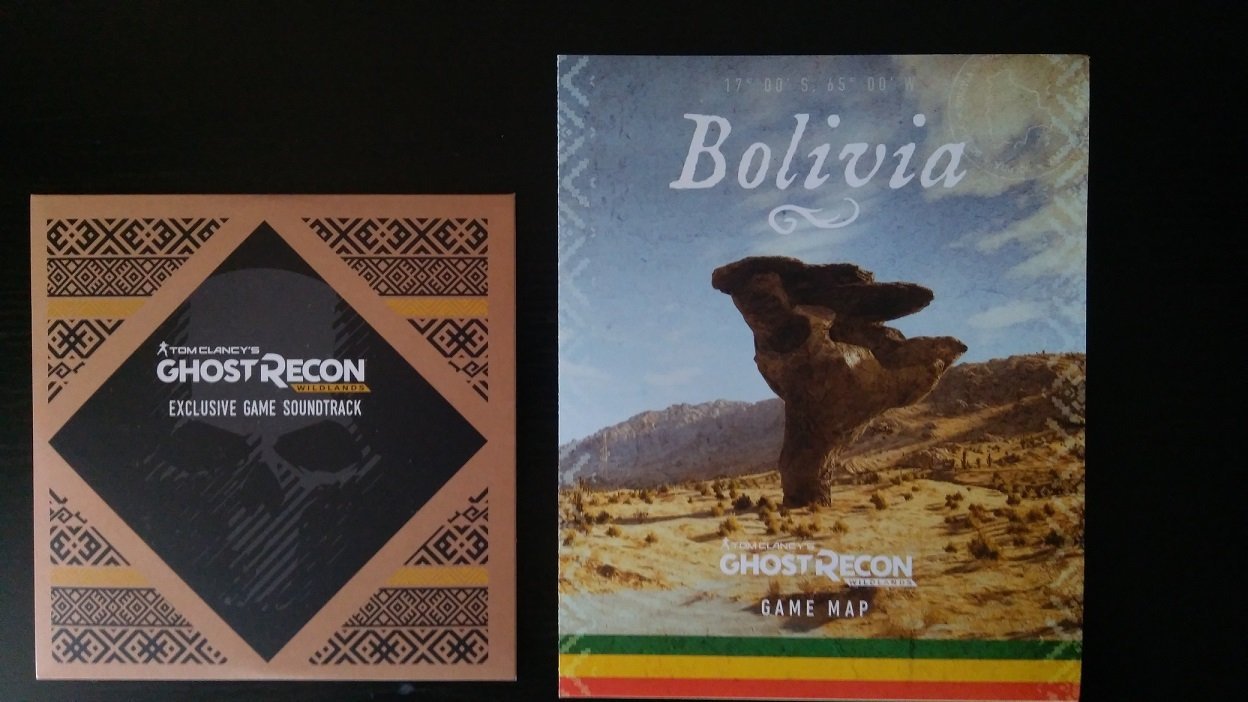 TOM CLANCY'S
GHOST RECON
WILDLANDS
EXCLUSIVE GAME SOUNDTRACK
17° 00' S, 65° 00' W
Bolivia
TOM CLANCY'S
GHOST RECON
WILDLANDS
GAME MAP